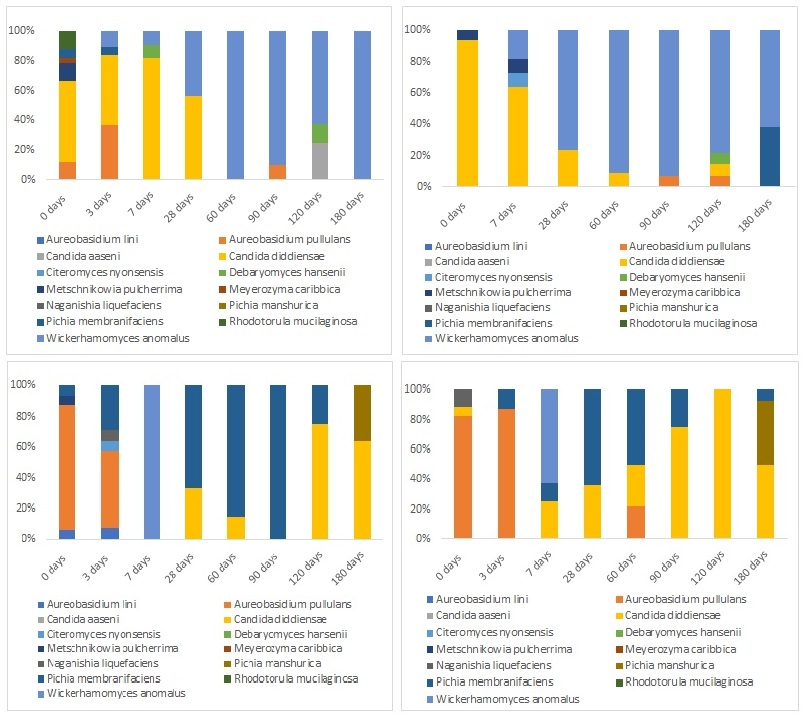 100%
80%
60%
40%
20%
0%
0 days 3 days 7 days 28 days 60 days 90 days 120 days 180 days
Aureobasidium lini Aureobasidium pullulans
Candida aaseni Candida diddiensae
Citeromyces nyonsensis Debaryomyces hansenii
Metschnikowia pulcherrima Meyerozyma caribbica
Naganishia liquefaciens Pichia manshurica
Pichia membranifaciens Rhodotorula mucilaginosa
Wickerhamomyces anomalus
100%
80%
60%
40%
20%
0%
0 days 7 days 28 days 60 days 90 days 120 days 180 days
Aureobasidium lini Aureobasidium pullulans
Candida aaseni Candida diddiensae
Citeromyces nyonsensis Debaryomyces hansenii
Metschnikowia pulcherrima Meyerozyma caribbica
Naganishia liquefaciens Pichia manshurica
Pichia membranifaciens Rhodotorula mucilaginosa
Wickerhamomyces anomalus
100%
80%
60%
40%
20%
0%
0 days 3 days 7 days 28 days 60 days 90 days 120 days 180 days
Aureobasidium lini Aureobasidium pullulans
Candida aaseni Candida diddiensae
Citeromyces nyonsensis Debaryomyces hansenii
Metschnikowia pulcherrima Meyerozyma caribbica
Naganishia liquefaciens Pichia manshurica
Pichia membranifaciens Rhodotorula mucilaginosa
Wickerhamomyces anomalus
100%
80%
60%
40%
20%
0%
0 days 3 days 7 days 28 days 60 days 90 days 120 days 180 days
Aureobasidium lini Aureobasidium pullulans
Candida aaseni Candida diddiensae
Citeromyces nyonsensis Debaryomyces hansenii
Metschnikowia pulcherrima Meyerozyma caribbica
Naganishia liquefaciens Pichia manshurica
Pichia membranifaciens Rhodotorula mucilaginosa
Wickerhamomyces anomalus